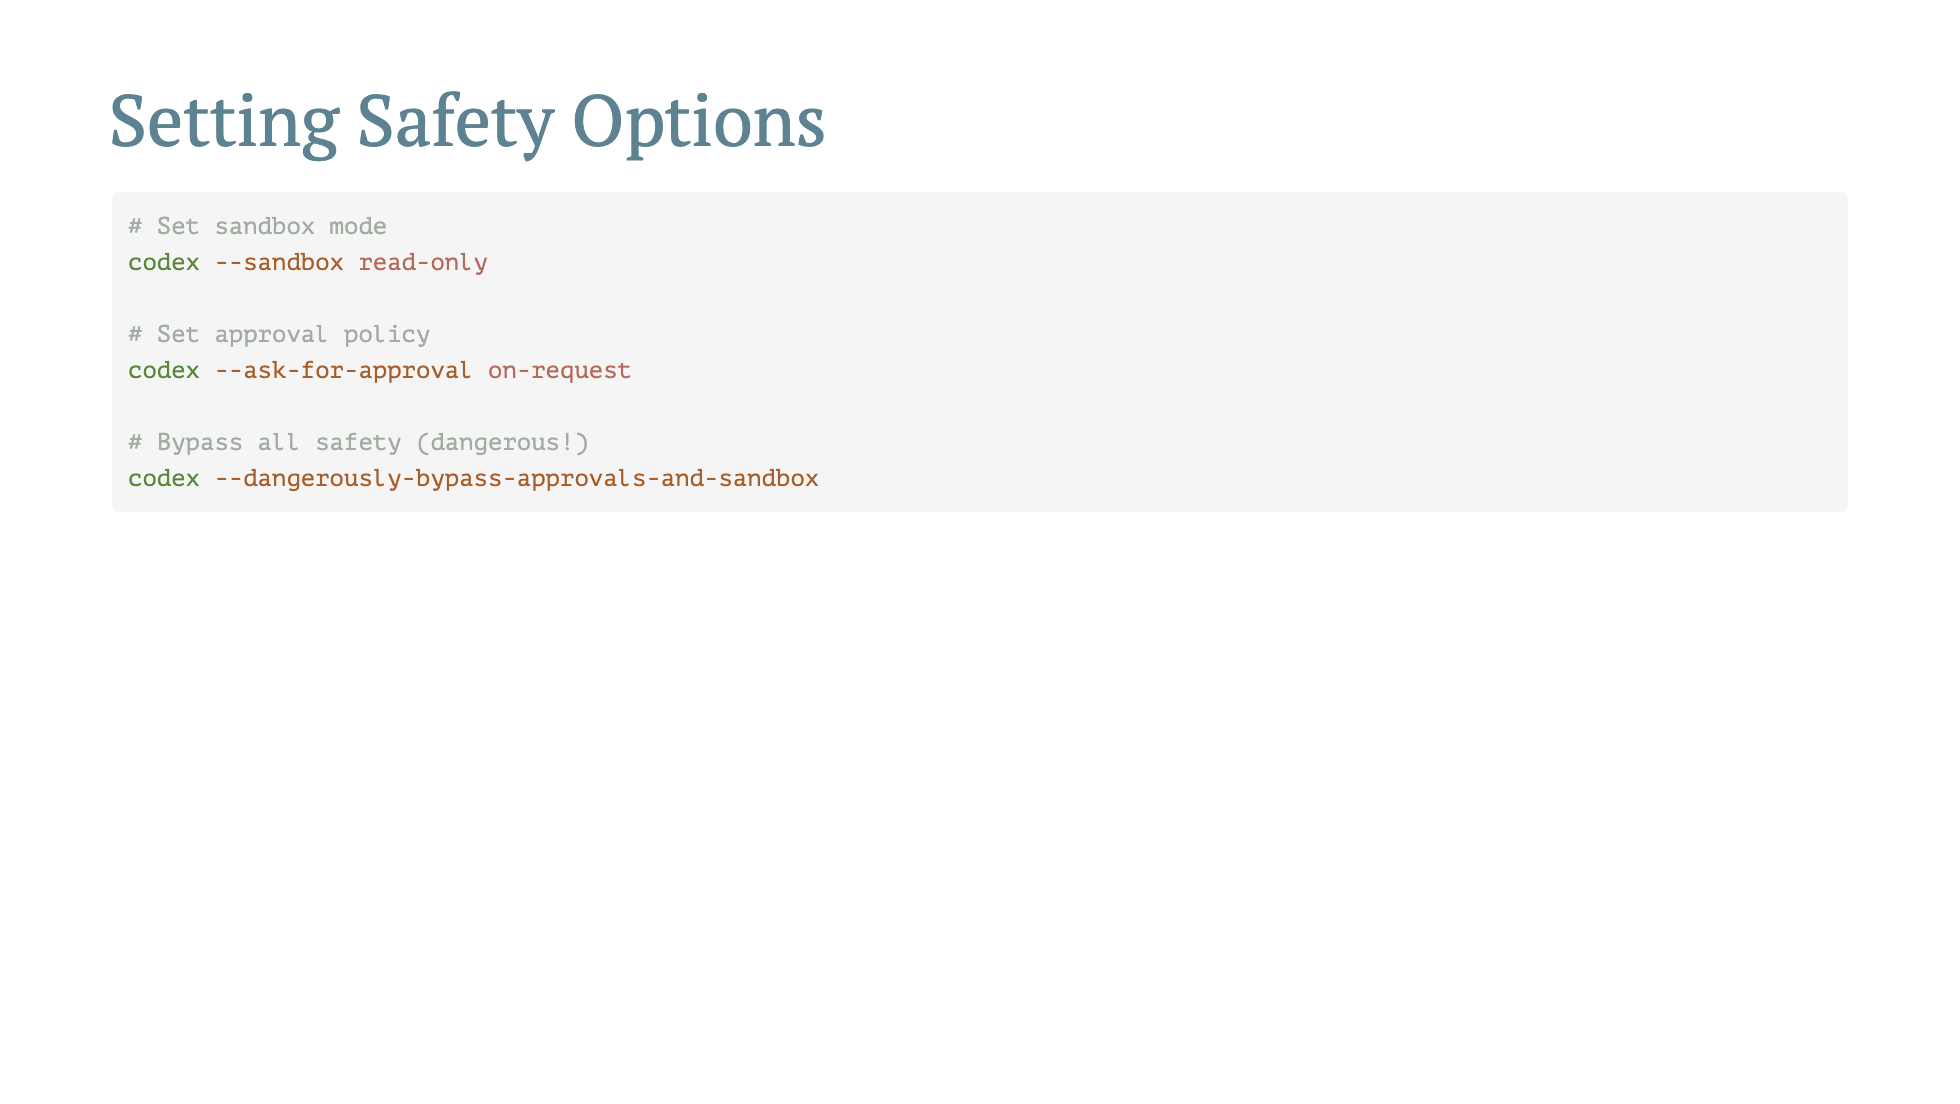 Setting Safety Options
# Set sandbox mode
codex --sandbox read-only
# Set approval policy
codex --ask-for-approval on-request
# Bypass all safety (dangerous!)
codex --dangerously-bypass-approvals-and-sandbox